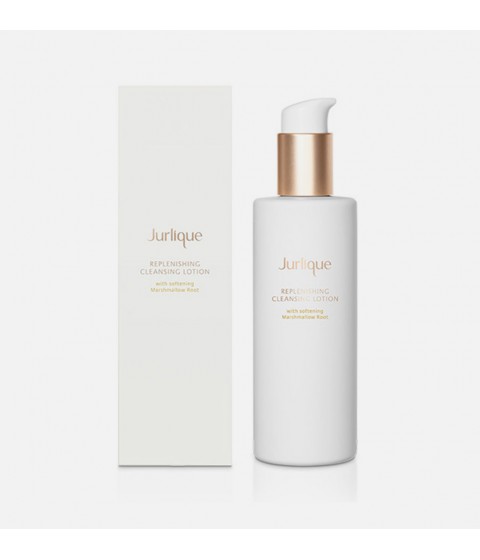 Jurlique
REPLENISHING
CLEANSING LOTION
with softening
Marshmallow Root
Jurlique
REPLENISHING
CLEANSING LOTION
with softening
Marshmallow Root